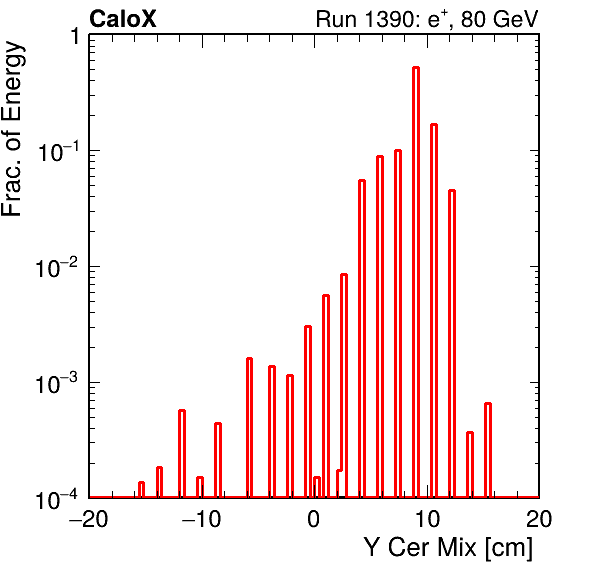 CaloX Run 1390: e⁺, 80 GeV
Frac. of Energy
1
10⁻¹
10⁻²
10⁻³
10⁻⁴
−20 −10 0 10 20
Y Cer Mix [cm]